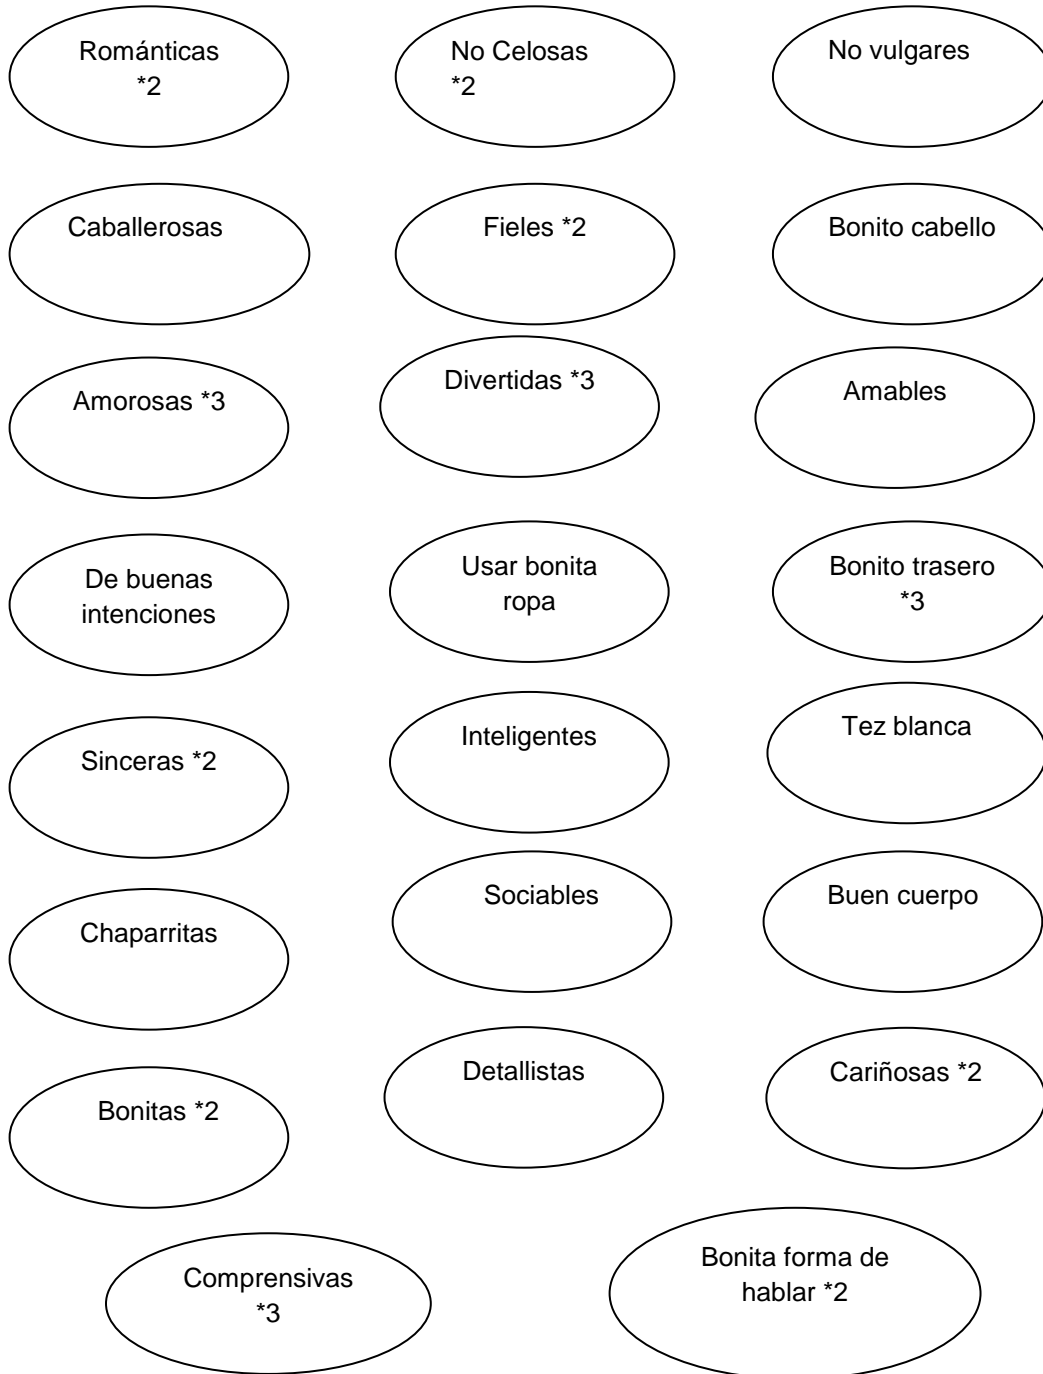 Románticas
*2
No Celosas
*2
No vulgares
Caballerosas
Fieles *2
Bonito cabello
Amorosas *3
Divertidas *3
Amables
De buenas
intenciones
Usar bonita
ropa
Bonito trasero
*3
Sinceras *2
Inteligentes
Tez blanca
Chaparritas
Sociables
Buen cuerpo
Bonitas *2
Detallistas
Cariñosas *2
Comprensivas
*3
Bonita forma de
hablar *2